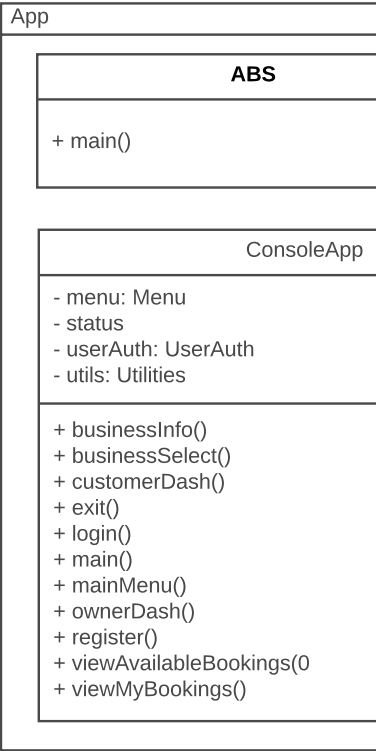 App
ABS
+ main()
ConsoleApp
- menu: Menu
- status
- userAuth: UserAuth
- utils: Utilities
+ businessInfo()
+ businessSelect()
+ customerDash()
+ exit()
+ login()
+ main()
+ mainMenu()
+ ownerDash()
+ register()
+ viewAvailableBookings(0
+ viewMyBookings()